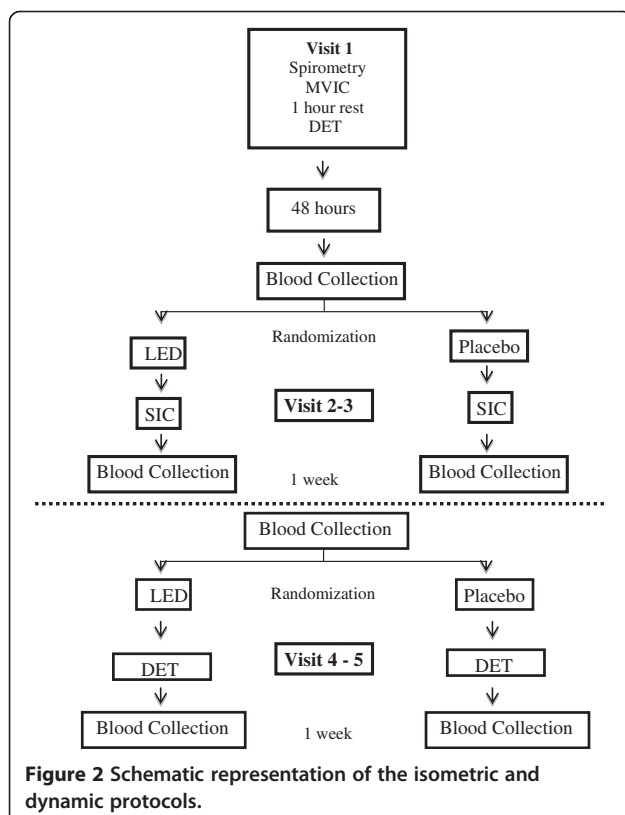 Visit 1
Spirometry
MVIC
1 hour rest
DET
48 hours
Blood Collection
Randomization
LED
Placebo
Visit 2-3
SIC
SIC
Blood Collection
Blood Collection
1 week
Blood Collection
Randomization
LED
Placebo
Visit 4 - 5
DET
DET
Blood Collection
Blood Collection
1 week
Figure 2 Schematic representation of the isometric and
dynamic protocols.